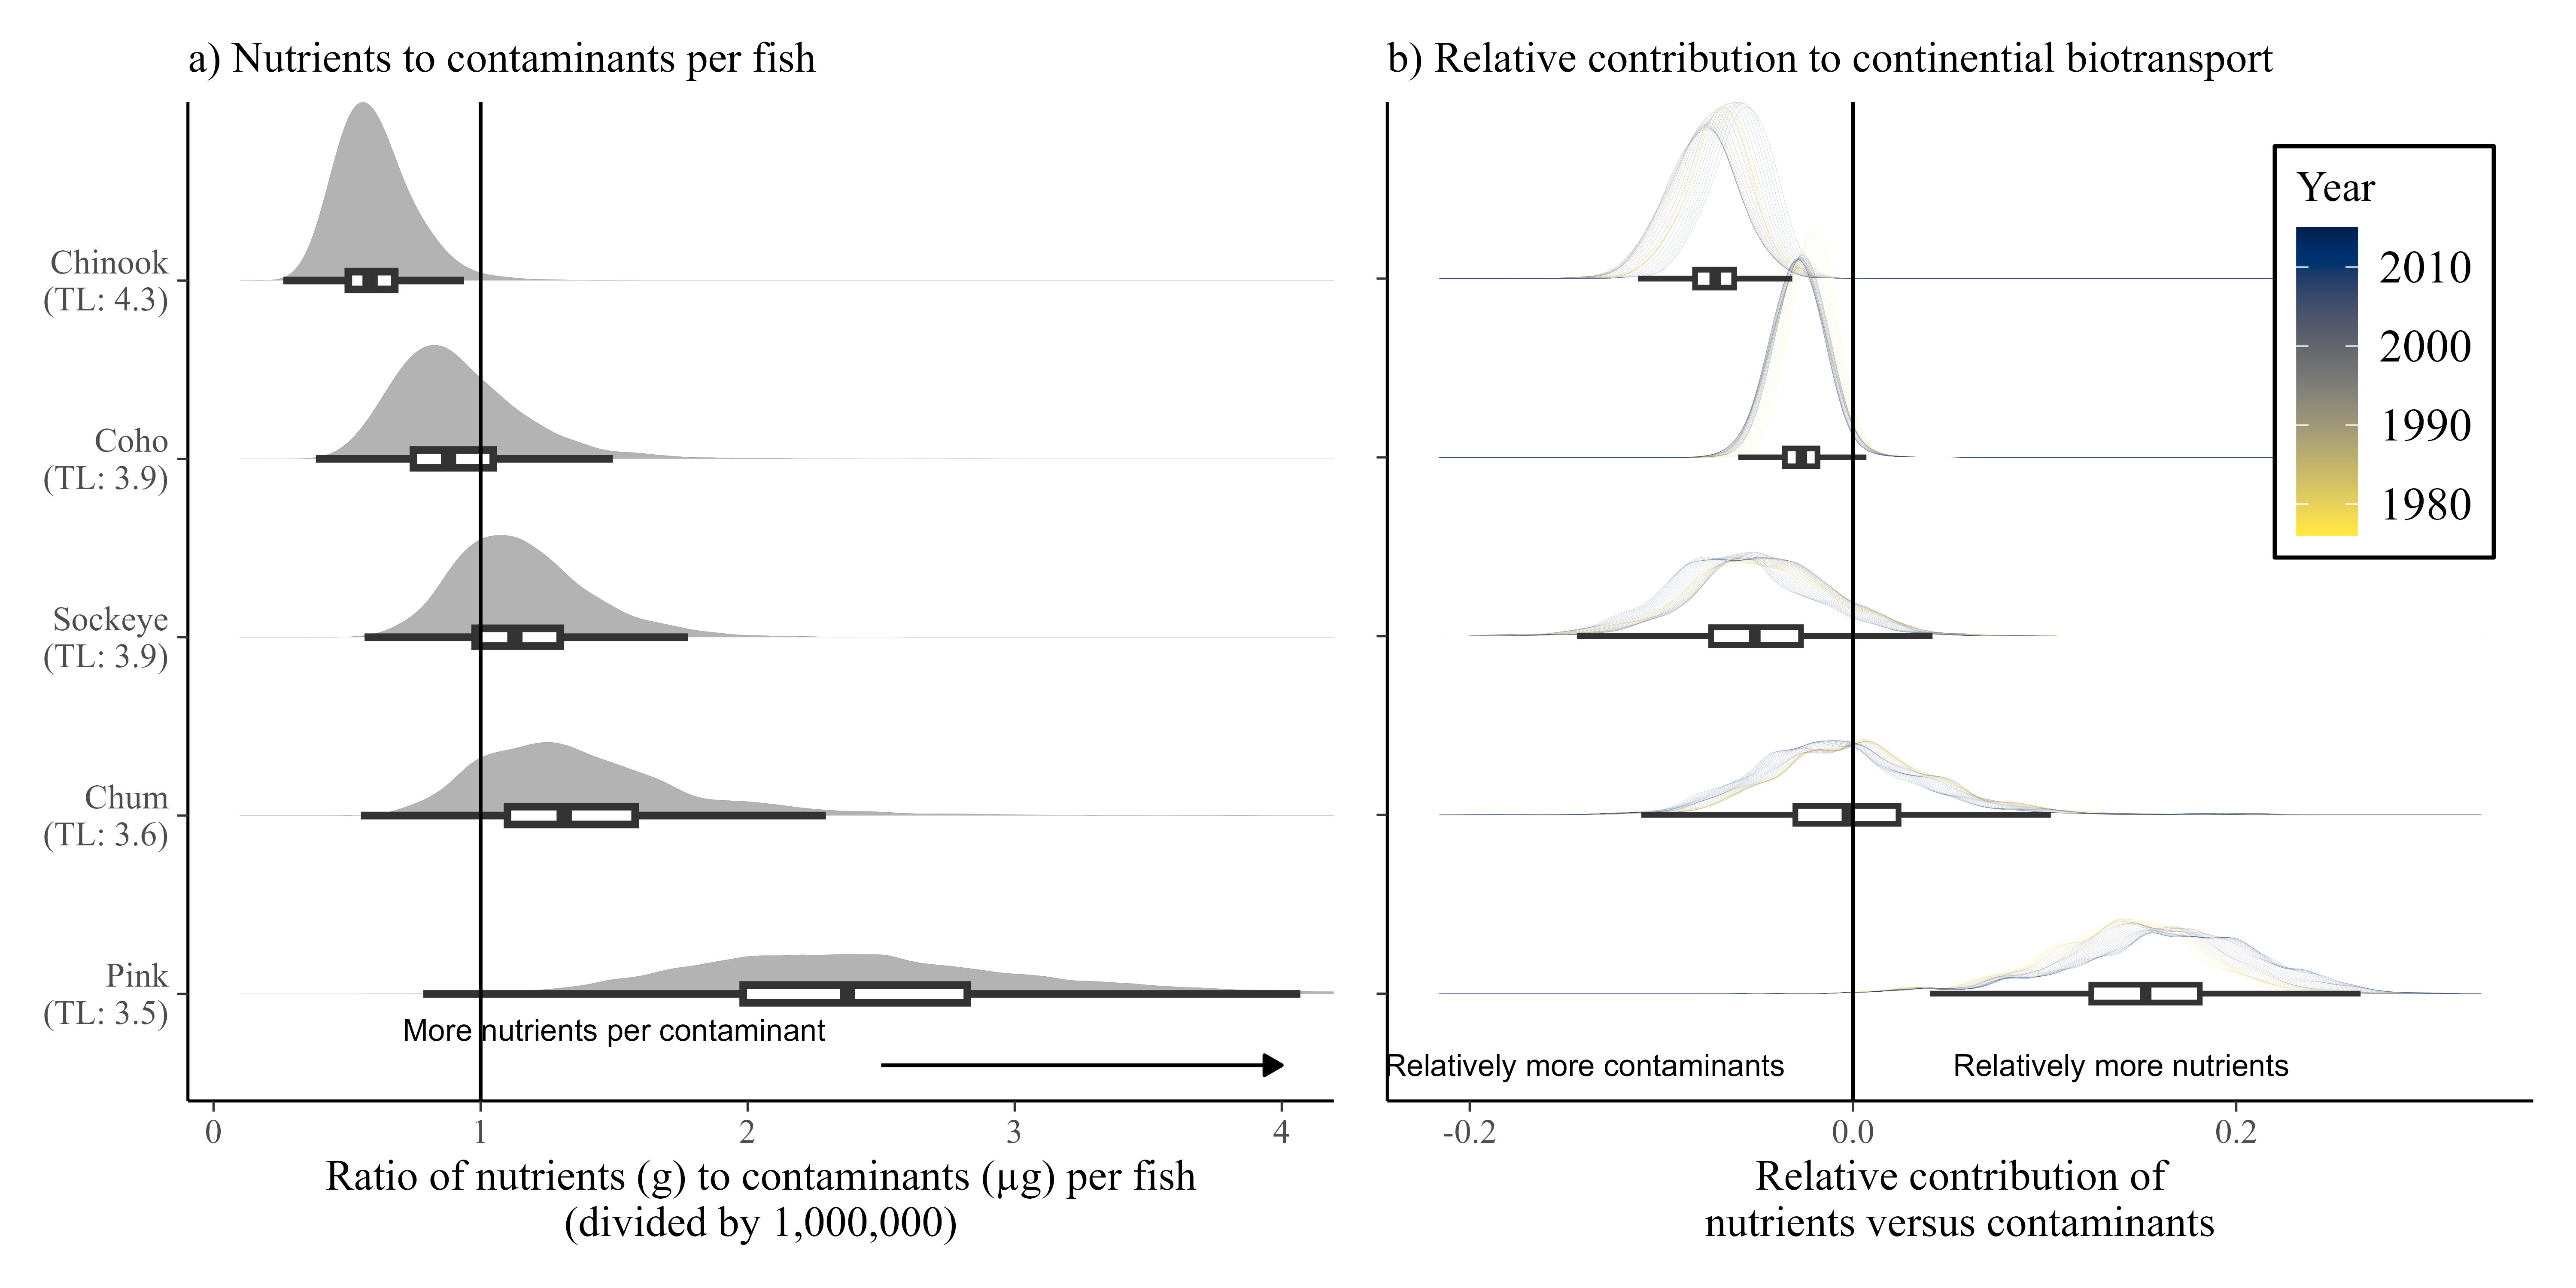 a) Nutrients to contaminants per fish
Chinook
(TL: 4.3)
Coho
(TL: 3.9)
Sockeye
(TL: 3.9)
Chum
(TL: 3.6)
Pink
(TL: 3.5)
More nutrients per contaminant
0 1 2 3 4
Ratio of nutrients (g) to contaminants (µg) per fish
(divided by 1,000,000)
b) Relative contribution to continential biotransport
Year
2010
2000
1990
1980
Relatively more contaminants Relatively more nutrients
-0.2 0.0 0.2
Relative contribution of
nutrients versus contaminants